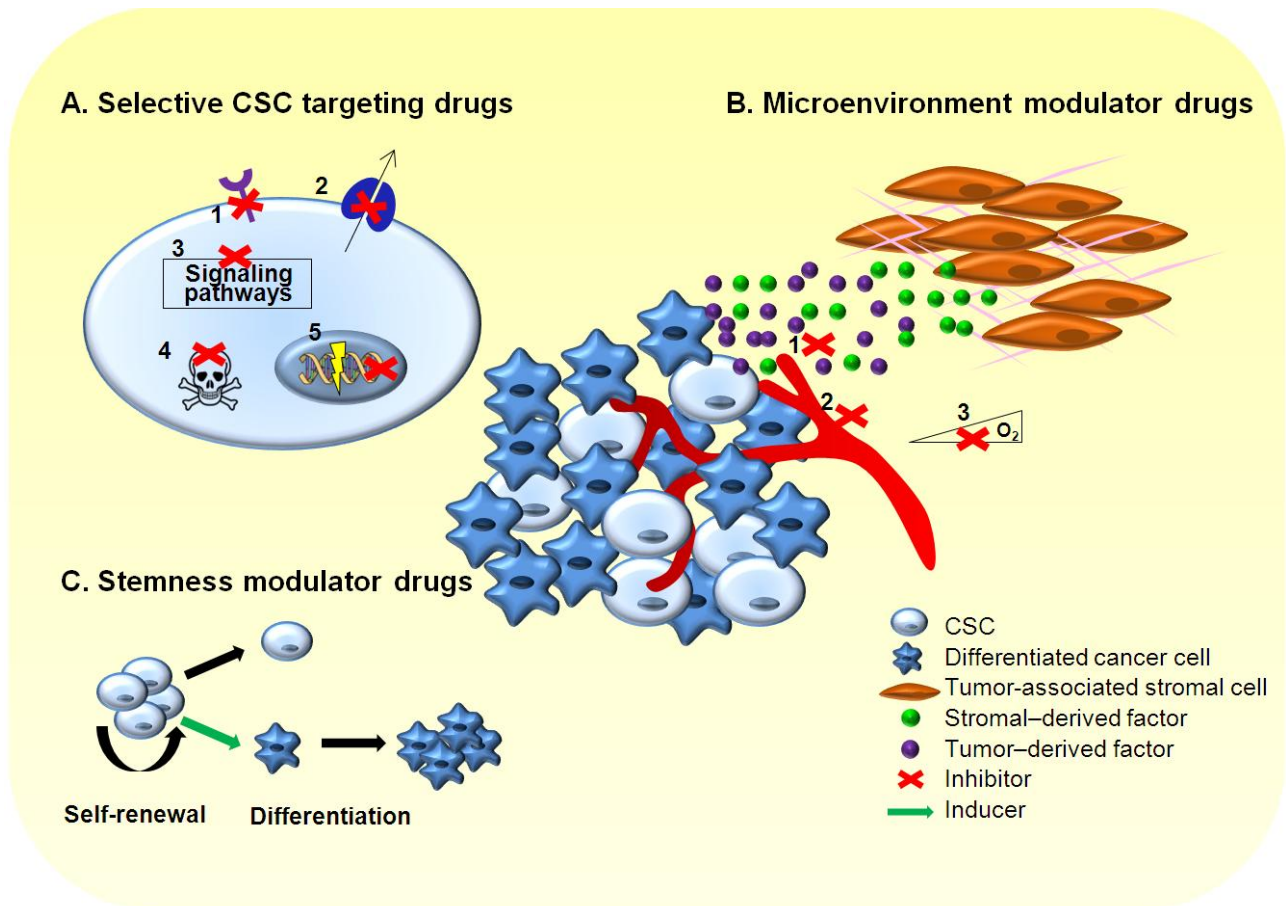 A. Selective CSC targeting drugs
1
2
3
Signaling
pathways
4
5
B. Microenvironment modulator drugs
1
2
3
O₂
C. Stemness modulator drugs
Self-renewal
Differentiation
CSC
Differentiated cancer cell
Tumor-associated stromal cell
Stromal–derived factor
Tumor–derived factor
Inhibitor
Inducer